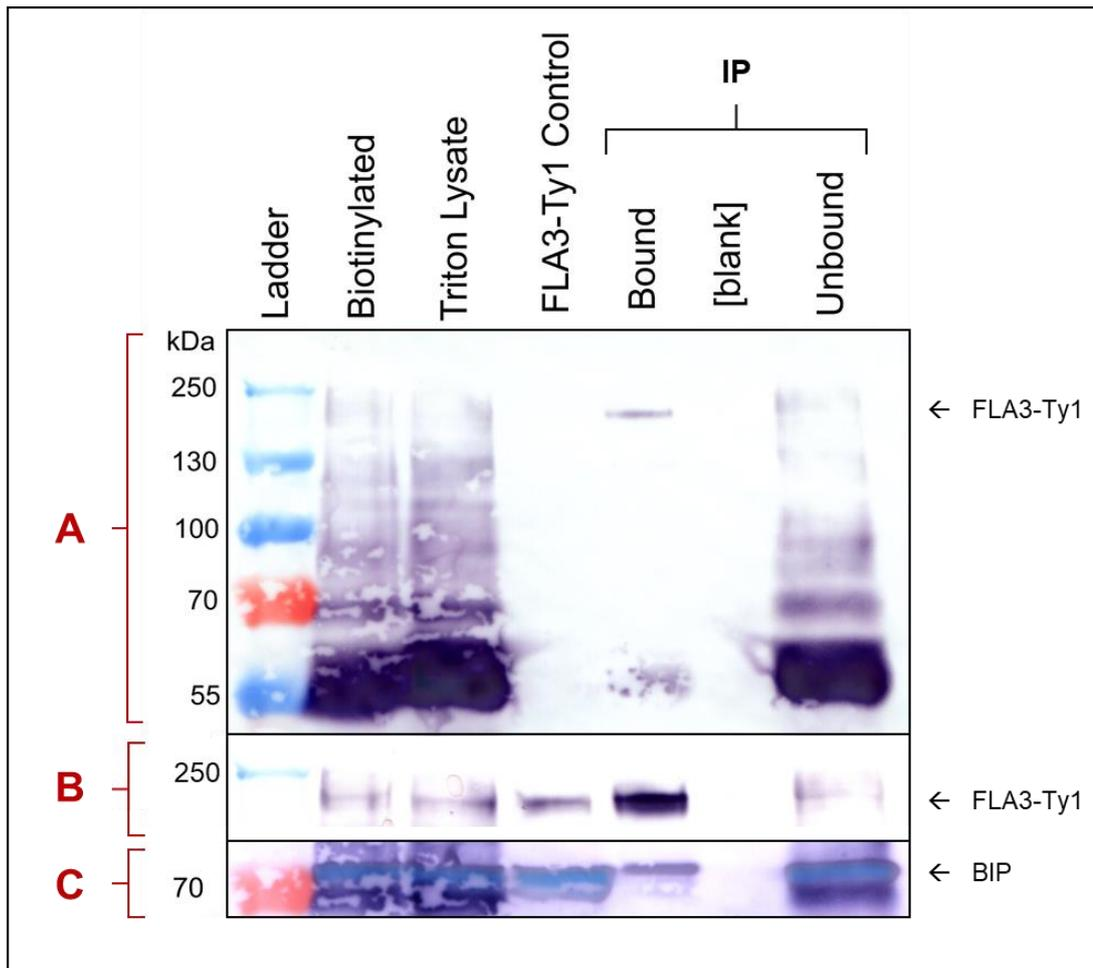 IP
Ladder
Biotinylated
Triton Lysate
FLA3-Ty1 Control
Bound
[blank]
Unbound
kDa
A
250
130
100
70
55
← FLA3-Ty1
B
250
← FLA3-Ty1
C
70
← BIP